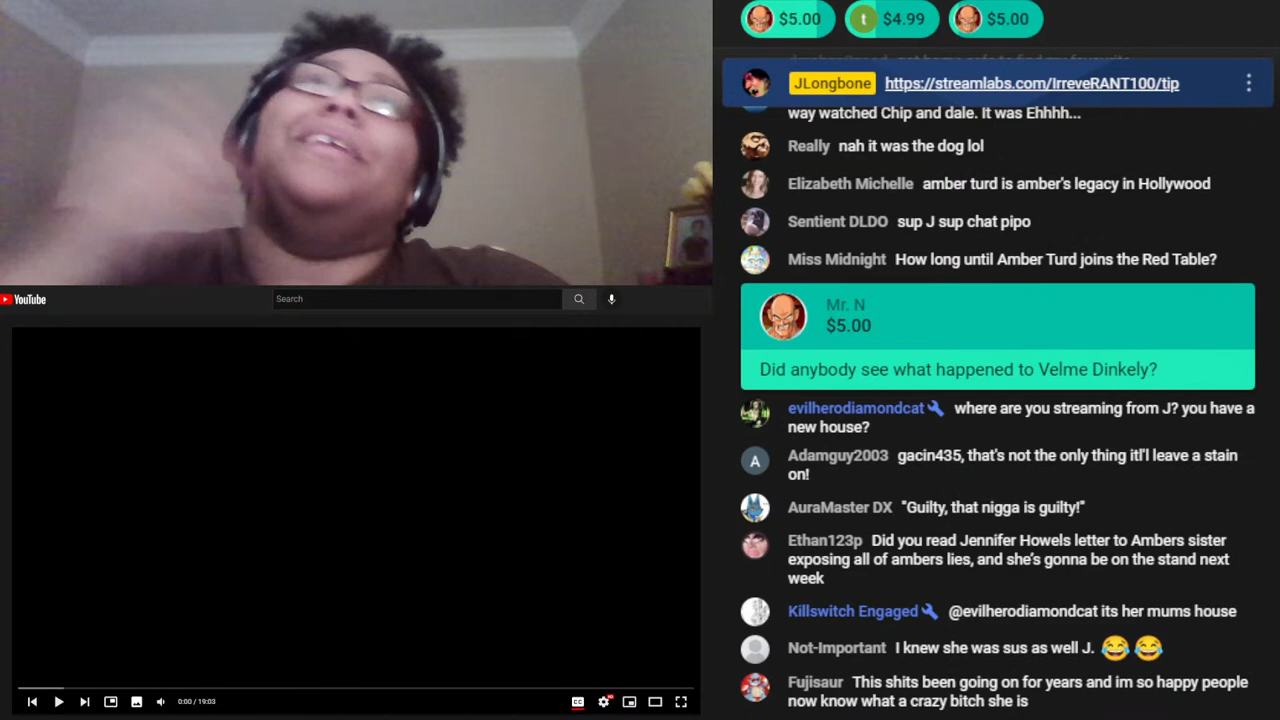 $5.00
t
$4.99
$5.00
JLongbone https://streamlabs.com/IrreveRANT100/tip
way watched Chip and dale. It was Ehhhh...
Really nah it was the dog lol
Elizabeth Michelle amber turd is amber's legacy in Hollywood
Sentient DLDO sup J sup chat pipo
Miss Midnight How long until Amber Turd joins the Red Table?
Mr. N
$5.00
Did anybody see what happened to Velme Dinkely?
evilherodiamondcat where are you streaming from J? you have a
new house?
A
Adamguy2003 gacin435, that's not the only thing itl'l leave a stain
on!
AuraMaster DX "Guilty, that nigga is guilty!"
Ethan123p Did you read Jennifer Howels letter to Ambers sister
exposing all of ambers lies, and she's gonna be on the stand next
week
Killswitch Engaged @evilherodiamondcat its her mums house
Not-Important I knew she was sus as well J. 😂 😂
Fujisaur This shits been going on for years and im so happy people
now know what a crazy bitch she is
YouTube
Search
0:00 / 19:03